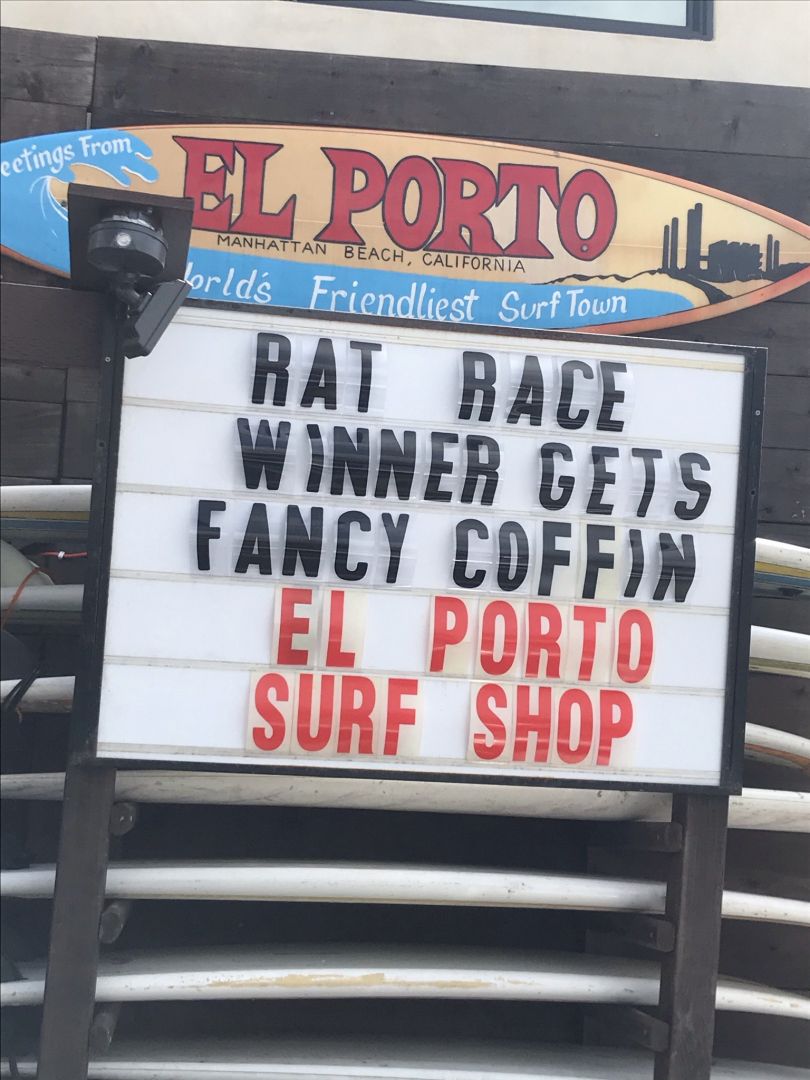 eetings From
EL PORTO
MANHATTAN BEACH, CALIFORNIA
orld's Friendliest Surf Town
RAT RACE
WINNER GETS
FANCY COFFIN
EL PORTO
SURF SHOP